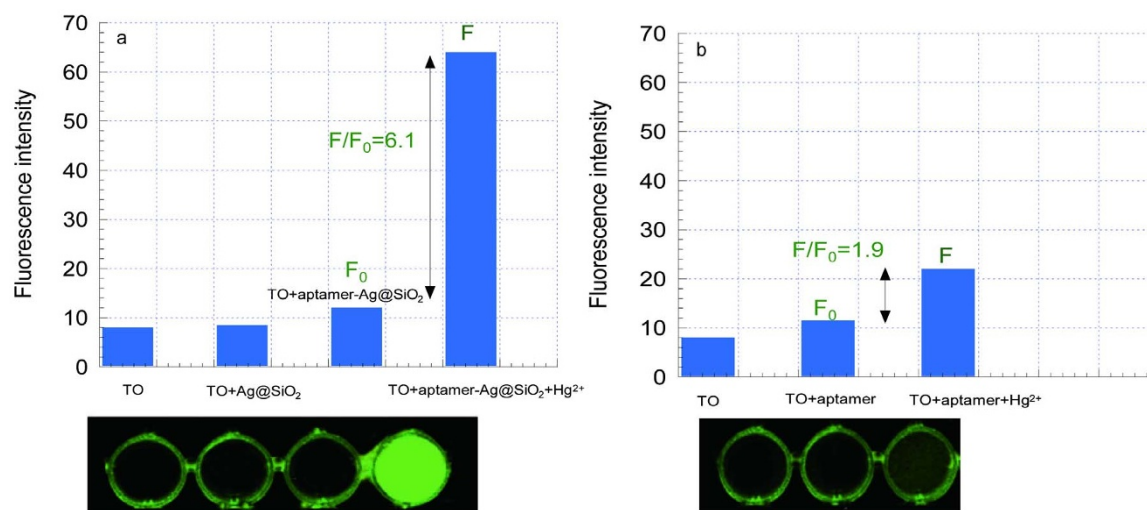 a
Fluorescence intensity
70
60
50
40
30
20
10
0
F
F/F₀=6.1
F₀
TO+aptamer-Ag@SiO₂
TO
TO+Ag@SiO₂
TO+aptamer-Ag@SiO₂+Hg²⁺
b
Fluorescence intensity
70
60
50
40
30
20
10
0
F/F₀=1.9
F
F₀
TO
TO+aptamer
TO+aptamer+Hg²⁺